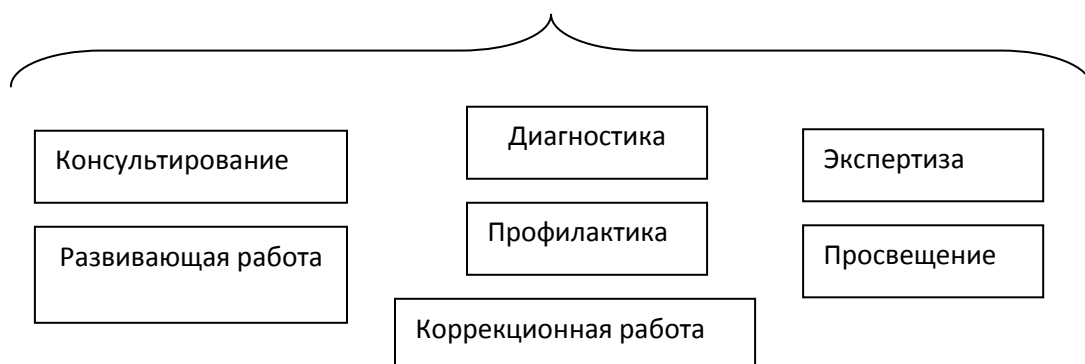 Консультирование
Диагностика
Экспертиза
Развивающая работа
Профилактика
Просвещение
Коррекционная работа